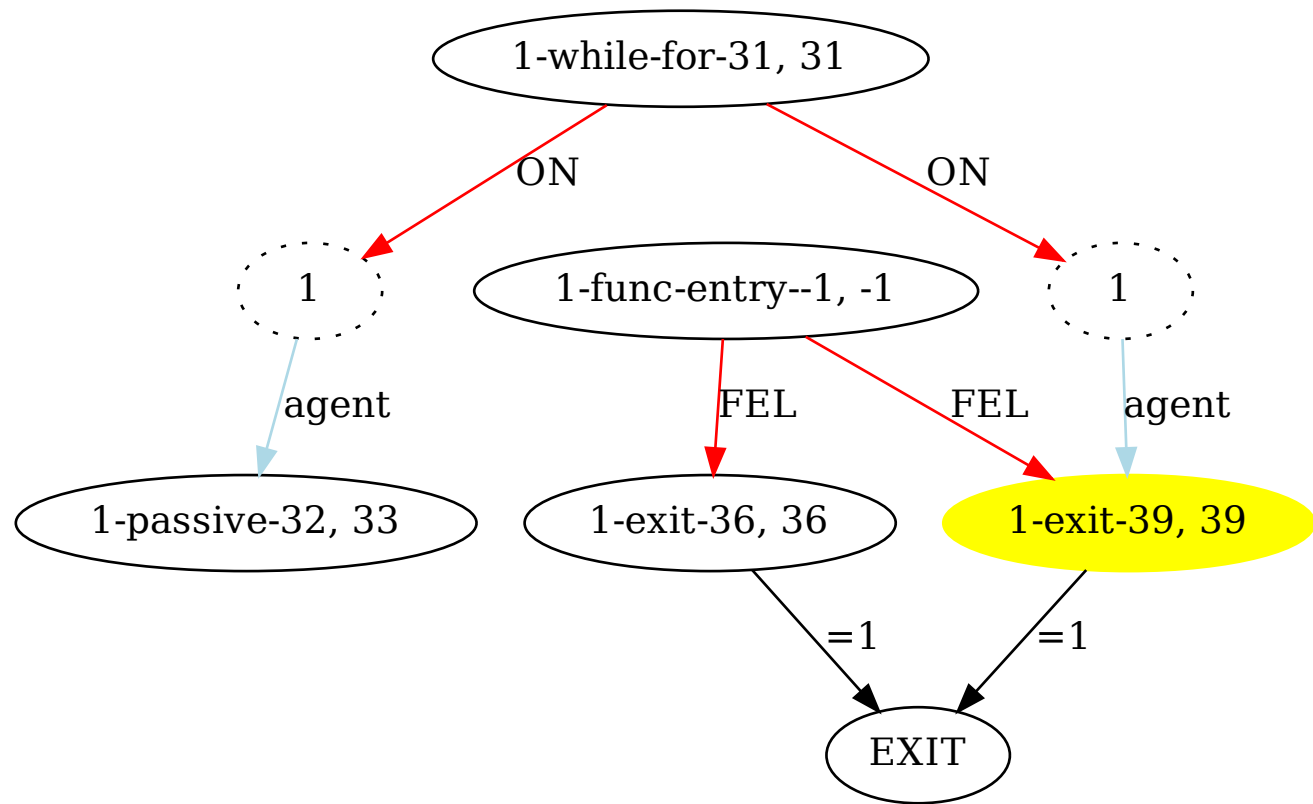 1-while-for-31, 31
ON
ON
1
1-func-entry--1, -1
1
agent
FEL
FEL
agent
1-passive-32, 33
1-exit-36, 36
1-exit-39, 39
=1
=1
EXIT